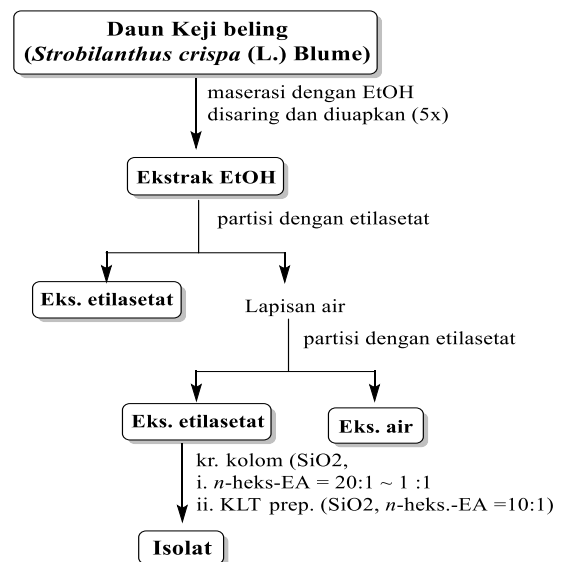 Daun Keji beling
(Strobilanthus crispa (L.) Blume)
maserasi dengan EtOH
disaring dan diuapkan (5x)
Ekstrak EtOH
partisi dengan etilasetat
Eks. etilasetat
Lapisan air
partisi dengan etilasetat
Eks. etilasetat
Eks. air
kr. kolom (SiO2,
i. n-heks-EA = 20:1 ~ 1 :1
ii. KLT prep. (SiO2, n-heks.-EA =10:1)
Isolat